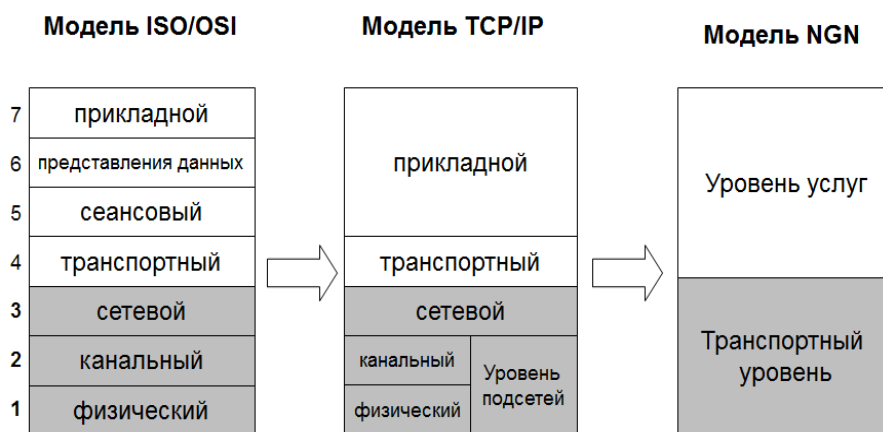 Модель ISO/OSI
Модель TCP/IP
Модель NGN
7 прикладной
6 представления данных
5 сеансовый
4 транспортный
3 сетевой
2 канальный
1 физический
прикладной
транспортный
сетевой
канальный
физический
Уровень
подсетей
Уровень услуг
Транспортный
уровень